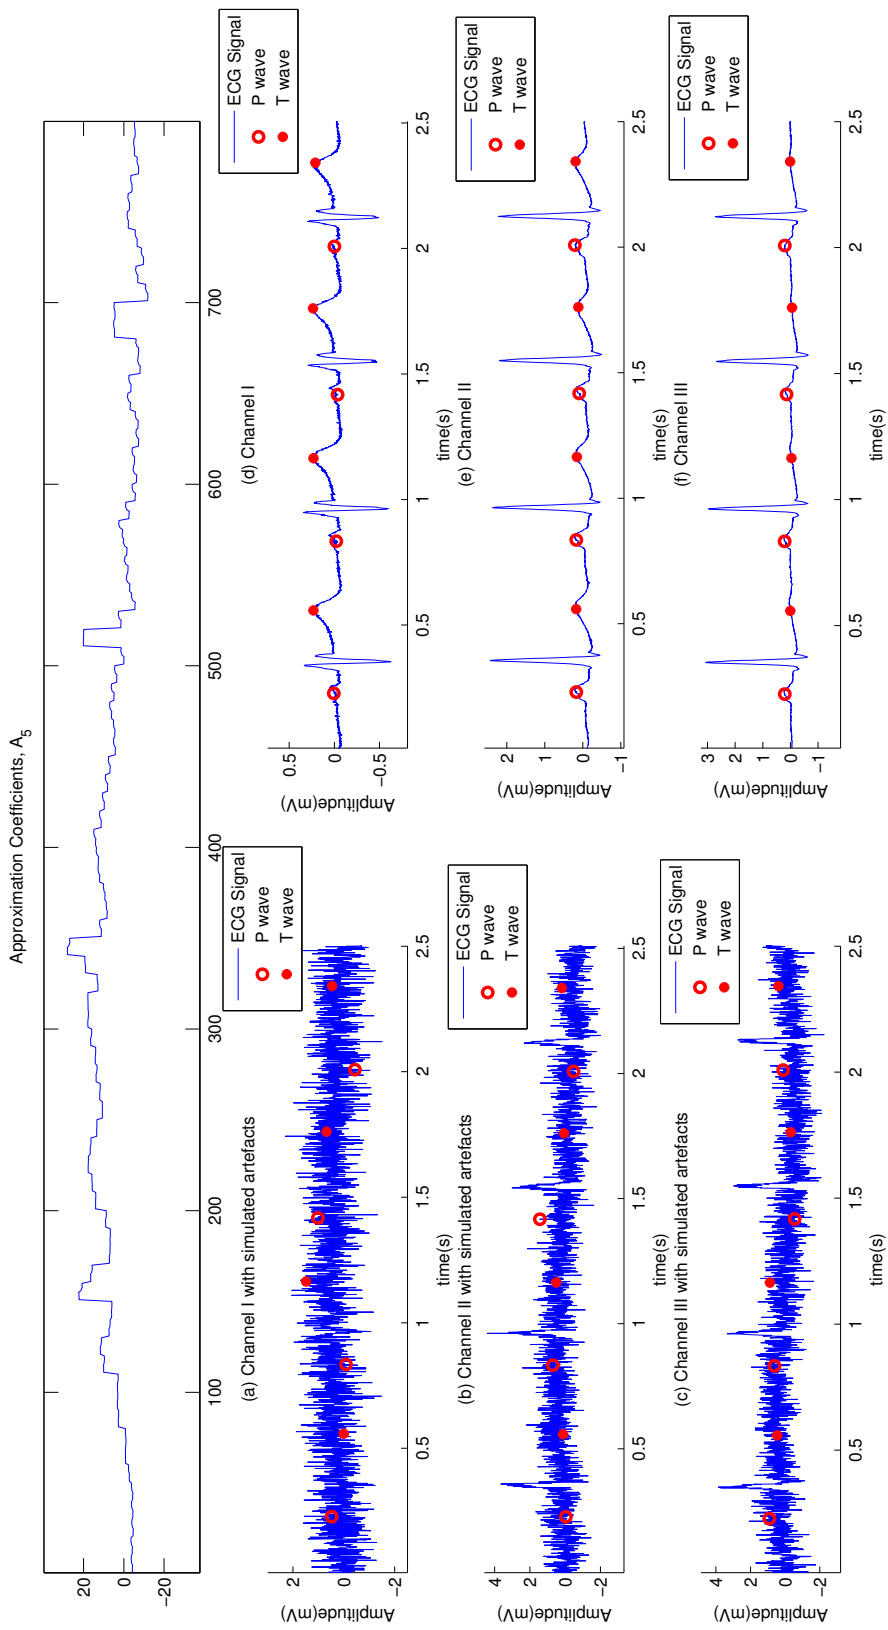 Approximation Coefficients, A5
20
0
-20
100
200
300
400
500
600
700
ECG Signal
P wave
T wave
2
0
-2
Amplitude(mV)
0.5
1
1.5
2
2.5
time(s)
(a) Channel I with simulated artefacts
ECG Signal
P wave
T wave
0.5
0
-0.5
Amplitude(mV)
0.5
1
1.5
2
2.5
time(s)
(d) Channel I
ECG Signal
P wave
T wave
4
2
0
-2
Amplitude(mV)
0.5
1
1.5
2
2.5
time(s)
(b) Channel II with simulated artefacts
ECG Signal
P wave
T wave
2
1
0
-1
Amplitude(mV)
0.5
1
1.5
2
2.5
time(s)
(e) Channel II
ECG Signal
P wave
T wave
4
2
0
-2
Amplitude(mV)
0.5
1
1.5
2
2.5
time(s)
(c) Channel III with simulated artefacts
ECG Signal
P wave
T wave
3
2
1
0
-1
Amplitude(mV)
0.5
1
1.5
2
2.5
time(s)
(f) Channel III